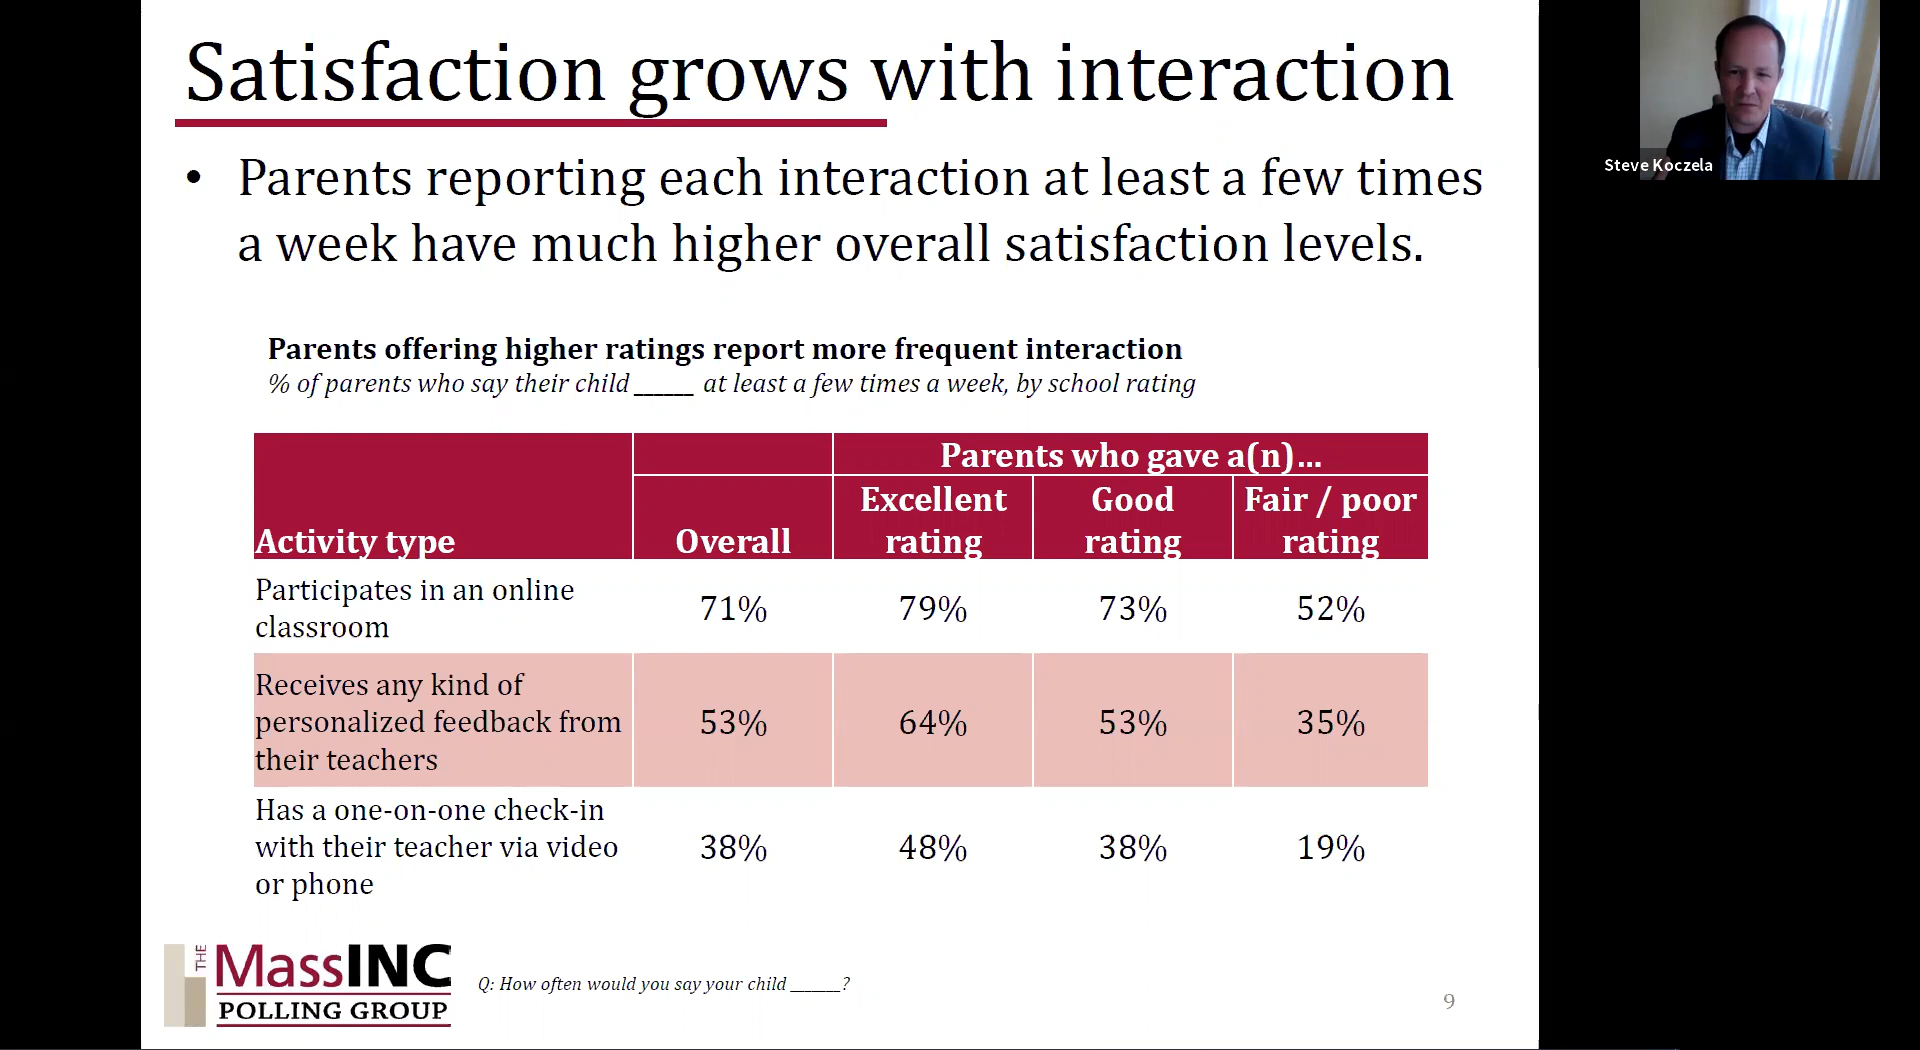 Satisfaction grows with interaction
• Parents reporting each interaction at least a few times
a week have much higher overall satisfaction levels.
Steve Koczela
Parents offering higher ratings report more frequent interaction
% of parents who say their child ______ at least a few times a week, by school rating
Parents who gave a(n)...
Activity type
Overall
Excellent
rating
Good
rating
Fair / poor
rating
Participates in an online
classroom
71%
79%
73%
52%
Receives any kind of
personalized feedback from
their teachers
53%
64%
53%
35%
Has a one-on-one check-in
with their teacher via video
or phone
38%
48%
38%
19%
THE
MassINC
POLLING GROUP
Q: How often would you say your child ______?
9